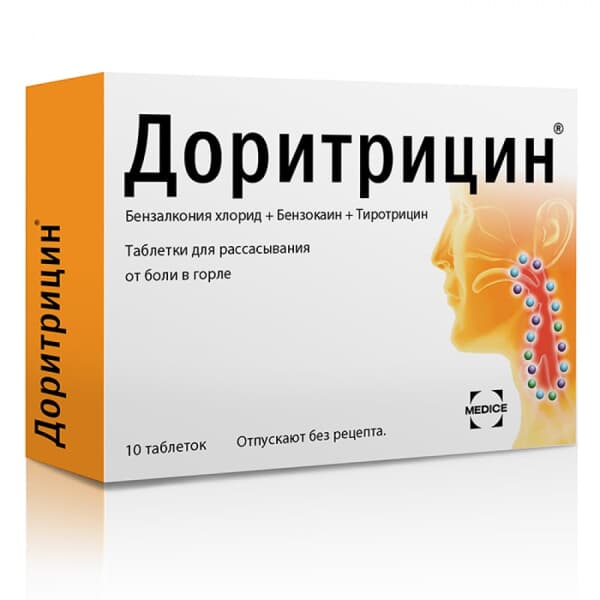 Доритрицин®
Бензалкония хлорид + Бензокаин + Тиротрицин
Таблетки для рассасывания
от боли в горле
10 таблеток Отпускают без рецепта.
MEDICE
Доритрицин®